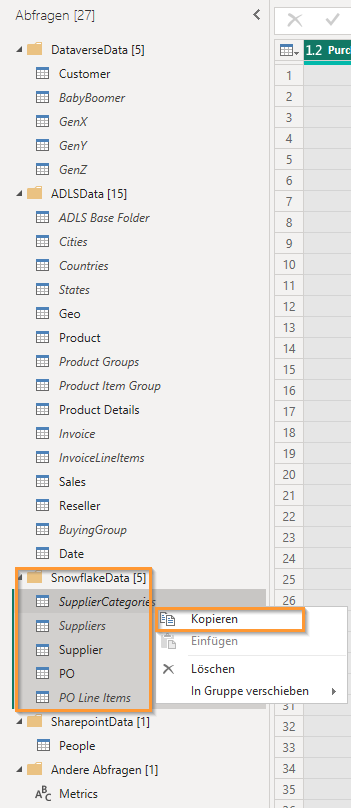 Abfragen [27]
1.2 Purc
DataverseData [5]
Customer
BabyBoomer
GenX
GenY
GenZ
ADLSData [15]
ADLS Base Folder
Cities
Countries
States
Geo
Product
Product Groups
Product Item Group
Product Details
Invoice
InvoiceLineItems
Sales
Reseller
BuyingGroup
Date
SnowflakeData [5]
SupplierCategories
Suppliers
Supplier
PO
PO Line Items
SharepointData [1]
People
Andere Abfragen [1]
ABC Metrics
Kopieren
Einfügen
Löschen
In Gruppe verschieben
1
2
3
4
5
6
7
8
9
10
11
12
13
14
15
16
17
18
19
20
21
22
23
24
25
26
31
32
33
34
35